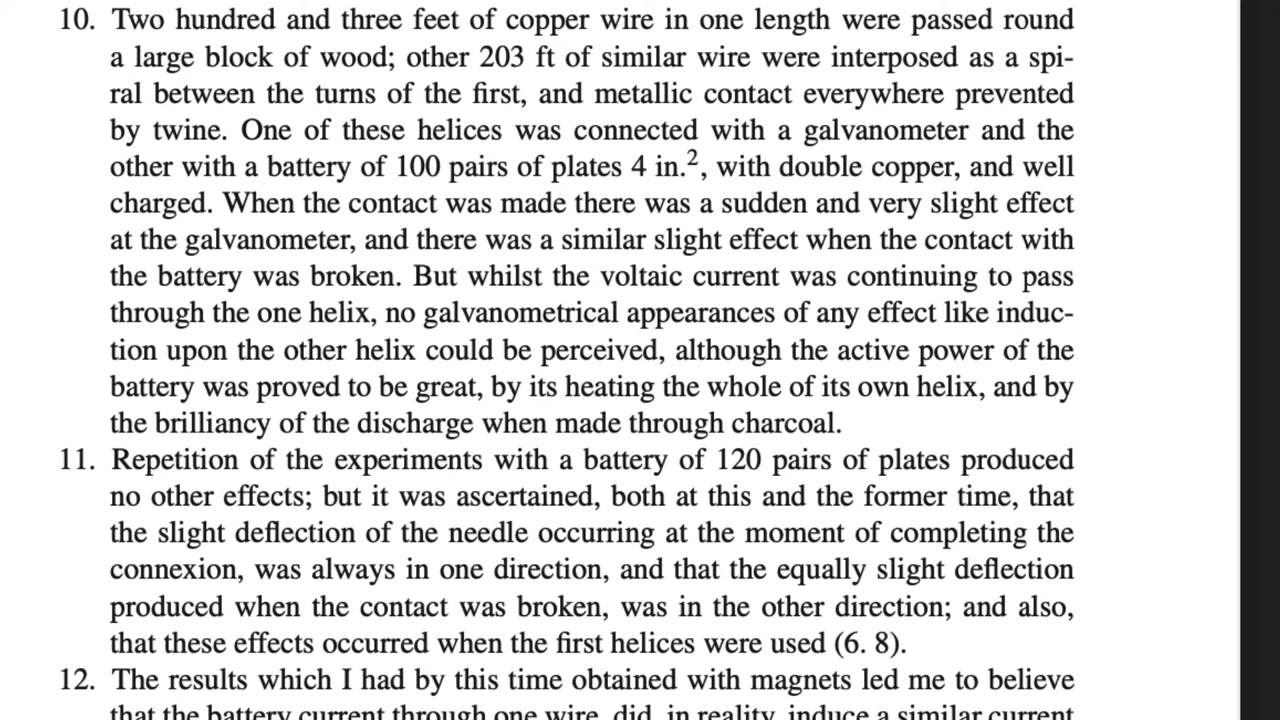 10. Two hundred and three feet of copper wire in one length were passed round
a large block of wood; other 203 ft of similar wire were interposed as a spi-
ral between the turns of the first, and metallic contact everywhere prevented
by twine. One of these helices was connected with a galvanometer and the
other with a battery of 100 pairs of plates 4 in.², with double copper, and well
charged. When the contact was made there was a sudden and very slight effect
at the galvanometer, and there was a similar slight effect when the contact with
the battery was broken. But whilst the voltaic current was continuing to pass
through the one helix, no galvanometrical appearances of any effect like induc-
tion upon the other helix could be perceived, although the active power of the
battery was proved to be great, by its heating the whole of its own helix, and by
the brilliancy of the discharge when made through charcoal.
11. Repetition of the experiments with a battery of 120 pairs of plates produced
no other effects; but it was ascertained, both at this and the former time, that
the slight deflection of the needle occurring at the moment of completing the
connexion, was always in one direction, and that the equally slight deflection
produced when the contact was broken, was in the other direction; and also,
that these effects occurred when the first helices were used (6. 8).
12. The results which I had by this time obtained with magnets led me to believe
that the battery current through one wire, did, in reality, induce a similar current